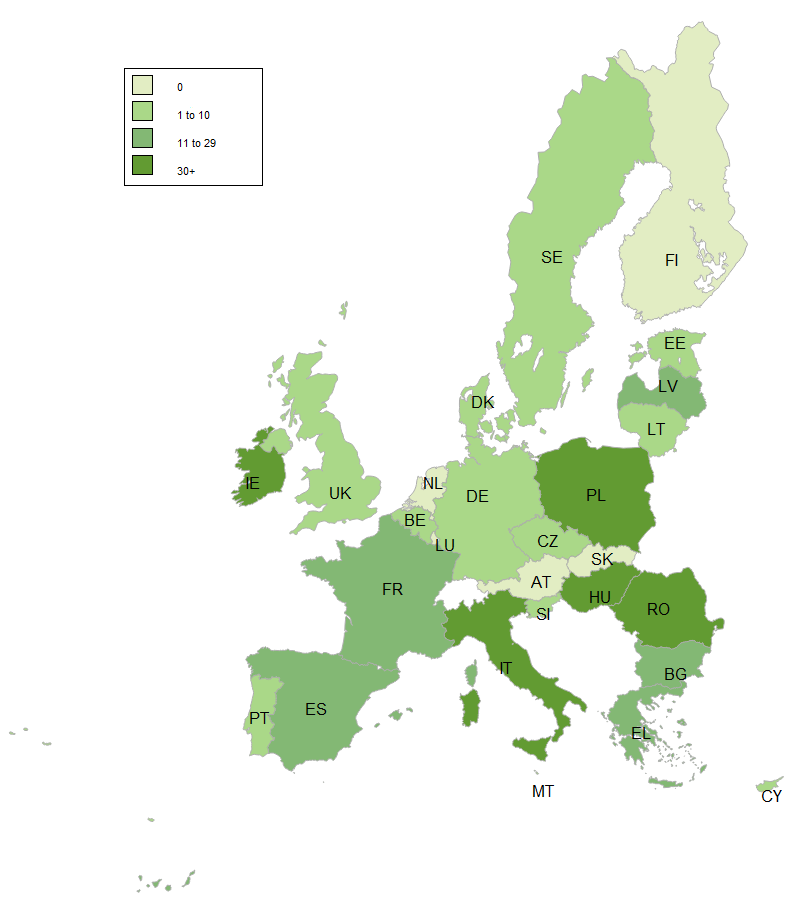 0
1 to 10
11 to 29
30+
SE
FI
EE
LV
DK
LT
IE
UK
NL
DE
PL
BE
LU
CZ
SK
AT
FR
HU
SI
RO
IT
BG
PT
ES
EL
MT
CY